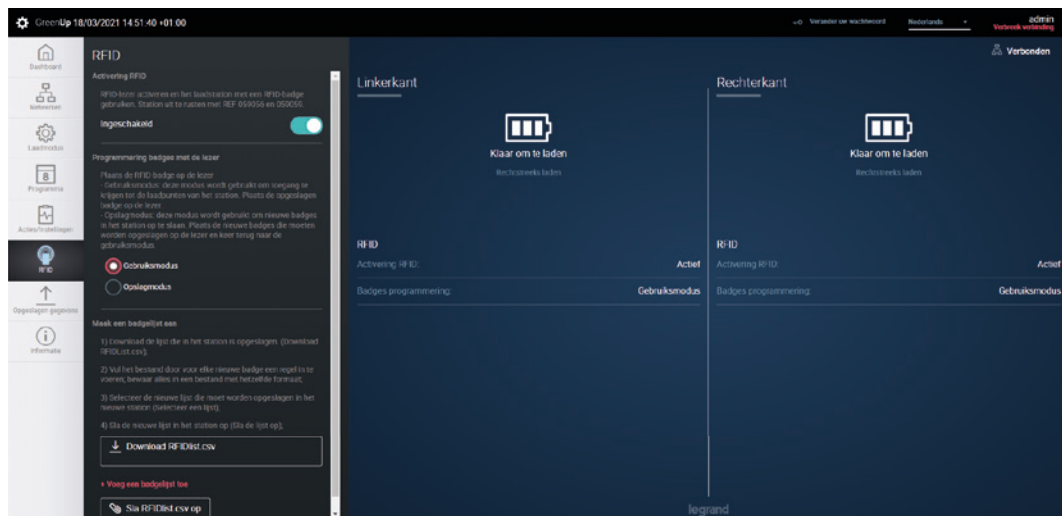 GreenUp 18/03/2021 14:51:40 +01:00
Verander uw wachtwoord
Nederlands
admin
Verbreek verbinding
Dashboard
Netwerken
Laadmodus
8
Programma
Acties/Instellingen
RFID
Opgeslagen gegevens
Informatie
RFID
Activering RFID
RFID-lezer activeren en het laadstation met een RFID-badge
gebruiken. Station uit te rusten met REF 059056 en 059059.
Ingeschakeld
Programmering badges met de lezer
Plaats de RFID-badge op de lezer
- Gebruiksmodus: deze modus wordt gebruikt om toegang te
krijgen tot de laadpunten van het station. Plaats de opgeslagen
badge op de lezer
- Opslagmodus: deze modus wordt gebruikt om nieuwe badges
in het station op te slaan. Plaats de nieuwe badges die moeten
worden opgeslagen op de lezer en keer terug naar de
gebruiksmodus.
Gebruiksmodus
Opslagmodus
Maak een badgelijst aan
1) Download de lijst die in het station is opgeslagen. (Download
RFIDList.csv);
2) Vul het bestand door voor elke nieuwe badge een regel in te
voeren; bewaar alles in een bestand met hetzelfde formaat;
3) Selecteer de nieuwe lijst die moet worden opgeslagen in het
nieuwe station (Selecteer een lijst);
4) Sla de nieuwe lijst in het station op (Sla de lijst op);
Download RFIDlist.csv
+ Voeg een badgelijst toe
Sla RFIDlist.csv op
Verbonden
Linkerkant
Klaar om te laden
Rechtstreeks laden
RFID
Activering RFID: Actief
Badges programmering: Gebruiksmodus
Rechterkant
Klaar om te laden
Rechtstreeks laden
RFID
Activering RFID: Actief
Badges programmering: Gebruiksmodus
legrand